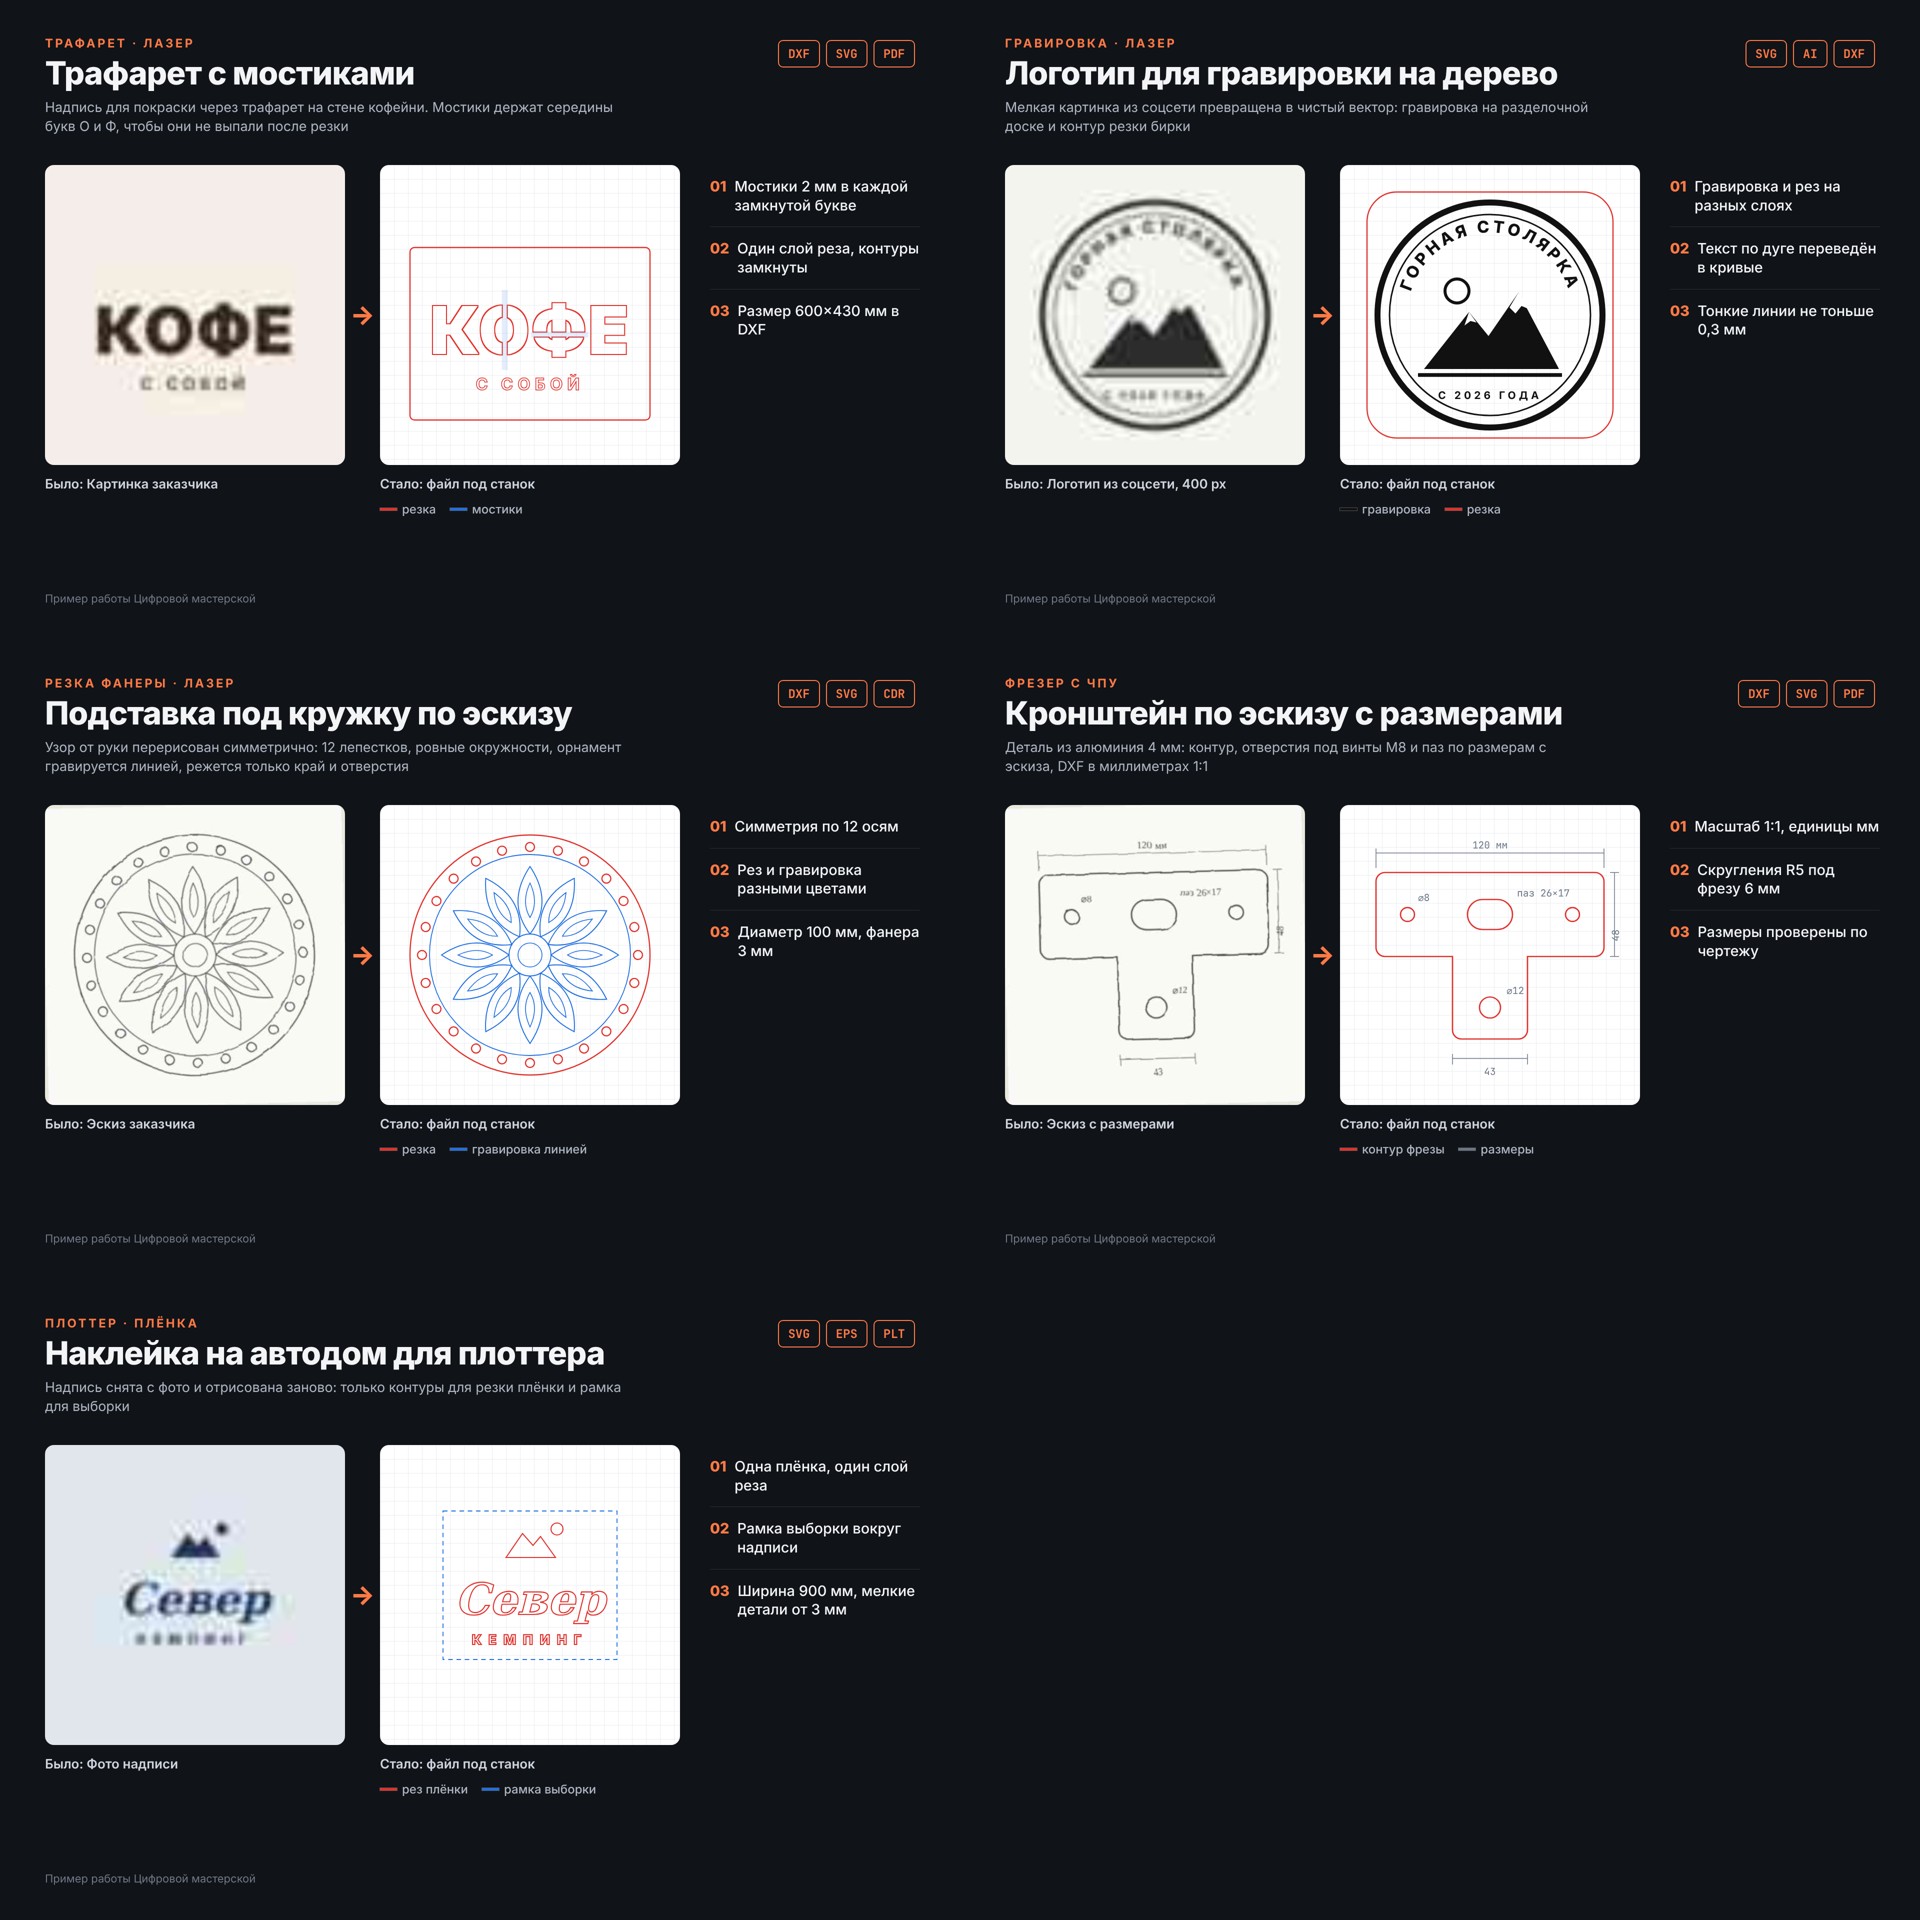 ТРАФАРЕТ · ЛАЗЕР
Трафарет с мостиками
DXF SVG PDF
Надпись для покраски через трафарет на стене кофейни. Мостики держат середины
букв О и Ф, чтобы они не выпали после резки
КОФЕ
С СОБОЙ
КОФЕ
С СОБОЙ
01 Мостики 2 мм в каждой
замкнутой букве
02 Один слой реза, контуры
замкнуты
03 Размер 600×430 мм в
DXF
Было: Картинка заказчика
Стало: файл под станок
резка мостики
Пример работы Цифровой мастерской
ГРАВИРОВКА · ЛАЗЕР
Логотип для гравировки на дерево
SVG AI DXF
Мелкая картинка из соцсети превращена в чистый вектор: гравировка на разделочной
доске и контур резки бирки
ГОРНАЯ СТОЛЯРКА
ГОРНАЯ СТОЛЯРКА
С 2026 ГОДА
01 Гравировка и рез на
разных слоях
02 Текст по дуге переведён
в кривые
03 Тонкие линии не тоньше
0,3 мм
Было: Логотип из соцсети, 400 px
Стало: файл под станок
гравировка резка
Пример работы Цифровой мастерской
РЕЗКА ФАНЕРЫ · ЛАЗЕР
Подставка под кружку по эскизу
DXF SVG CDR
Узор от руки перерисован симметрично: 12 лепестков, ровные окружности, орнамент
гравируется линией, режется только край и отверстия
01 Симметрия по 12 осям
02 Рез и гравировка
разными цветами
03 Диаметр 100 мм, фанера
3 мм
Было: Эскиз заказчика
Стало: файл под станок
резка гравировка линией
Пример работы Цифровой мастерской
ФРЕЗЕР С ЧПУ
Кронштейн по эскизу с размерами
DXF SVG PDF
Деталь из алюминия 4 мм: контур, отверстия под винты М8 и паз по размерам с
эскиза, DXF в миллиметрах 1:1
120 мм
⌀8
паз 26×17
48
⌀12
43
120 мм
⌀8
паз 26×17
48
⌀12
43
01 Масштаб 1:1, единицы мм
02 Скругления R5 под
фрезу 6 мм
03 Размеры проверены по
чертежу
Было: Эскиз с размерами
Стало: файл под станок
контур фрезы размеры
Пример работы Цифровой мастерской
ПЛОТТЕР · ПЛЁНКА
Наклейка на автодом для плоттера
SVG EPS PLT
Надпись снята с фото и отрисована заново: только контуры для резки плёнки и рамка
для выборки
Север
КЕМПИНГ
Север
КЕМПИНГ
01 Одна плёнка, один слой
реза
02 Рамка выборки вокруг
надписи
03 Ширина 900 мм, мелкие
детали от 3 мм
Было: Фото надписи
Стало: файл под станок
рез плёнки рамка выборки
Пример работы Цифровой мастерской